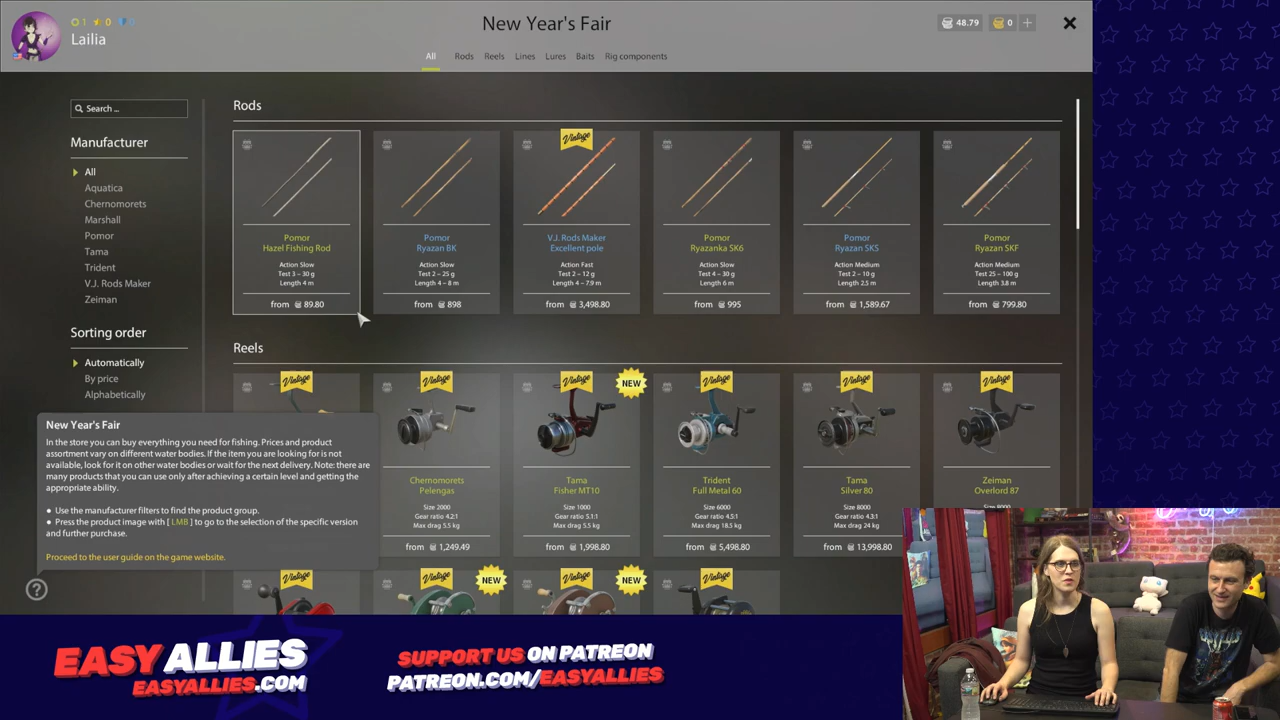 1 0 0
Lailia
New Year's Fair
48.79
0
All
Rods
Reels
Lines
Lures
Baits
Rig components
Search ...
Manufacturer
All
Aquatica
Chernomorets
Marshall
Pomor
Tama
Trident
V.J. Rods Maker
Zeiman
Sorting order
Automatically
By price
Alphabetically
Rods
Pomor
Hazel Fishing Rod
Action Slow
Test 3 – 30 g
Length 4 m
from 89.80
Pomor
Ryazan BK
Action Slow
Test 2 – 25 g
Length 4 – 8 m
from 898
Vintage
V.J. Rods Maker
Excellent pole
Action Fast
Test 2 – 12 g
Length 4 – 7.9 m
from 3,498.80
Pomor
Ryazanka SK6
Action Slow
Test 4 – 30 g
Length 6 m
from 995
Pomor
Ryazan SKS
Action Medium
Test 2 – 10 g
Length 2.5 m
from 1,589.67
Pomor
Ryazan SKF
Action Medium
Test 25 – 100 g
Length 3.8 m
from 799.80
Reels
Vintage
Vintage
Chernomorets
Pelengas
Size 2000
Gear ratio 4.2:1
Max drag 5.5 kg
from 1,249.49
Vintage
NEW
Tama
Fisher MT10
Size 1000
Gear ratio 5.1:1
Max drag 5.5 kg
from 1,998.80
Vintage
Trident
Full Metal 60
Size 6000
Gear ratio 4.2:1
Max drag 18.5 kg
from 5,498.80
Vintage
Tama
Silver 80
Size 8000
Gear ratio 4.3:1
Max drag 24 kg
from 13,998.80
Vintage
Zeiman
Overlord 87
Vintage
Vintage
NEW
Vintage
NEW
Vintage
New Year's Fair
In the store you can buy everything you need for fishing. Prices and product
assortment vary on different water bodies. If the item you are looking for is not
available, look for it on other water bodies or wait for the next delivery. Note: there are
many products that you can use only after achieving a certain level and getting the
appropriate ability.
● Use the manufacturer filters to find the product group.
● Press the product image with [ LMB ] to go to the selection of the specific version
and further purchase.
Proceed to the user guide on the game website.
?
EASY ALLIES
EASYALLIES.COM
SUPPORT US ON PATREON
PATREON.COM/EASYALLIES